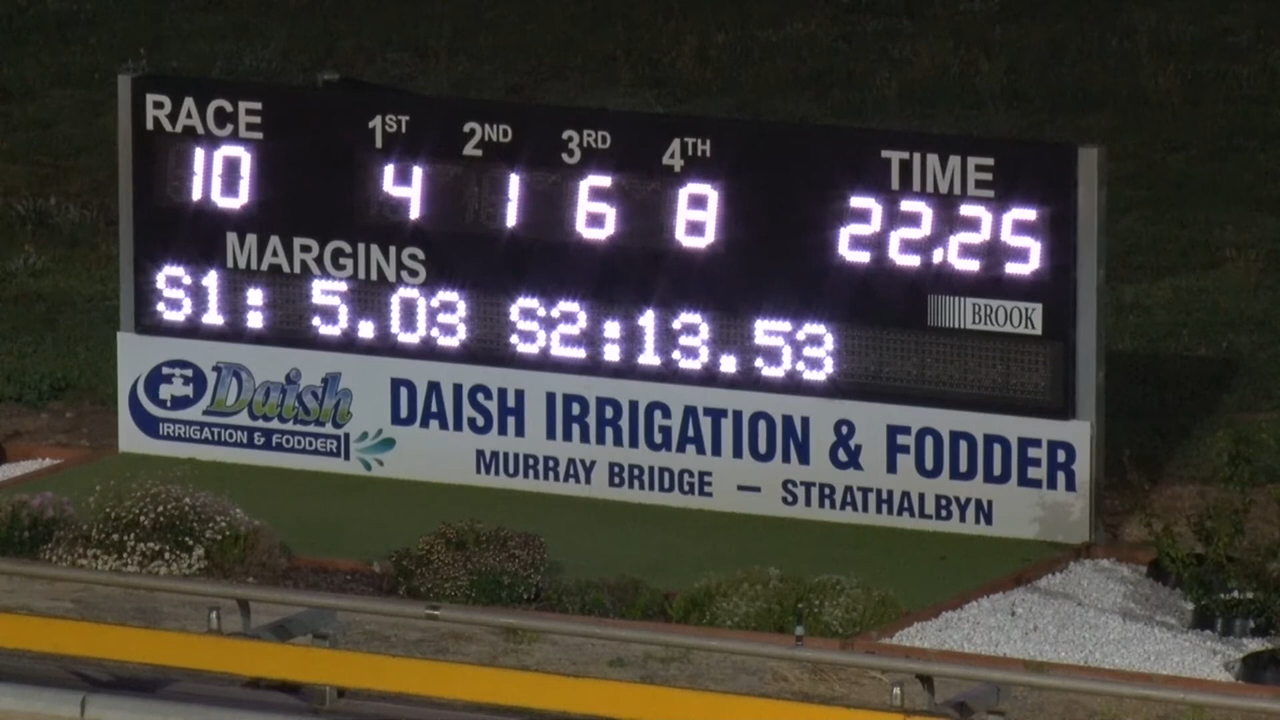 RACE 1ST 2ND 3RD 4TH TIME
10 4 1 6 8 22.25
MARGINS
S1: 5.03 S2:13.53
BROOK
Daish
IRRIGATION & FODDER
DAISH IRRIGATION & FODDER
MURRAY BRIDGE — STRATHALBYN